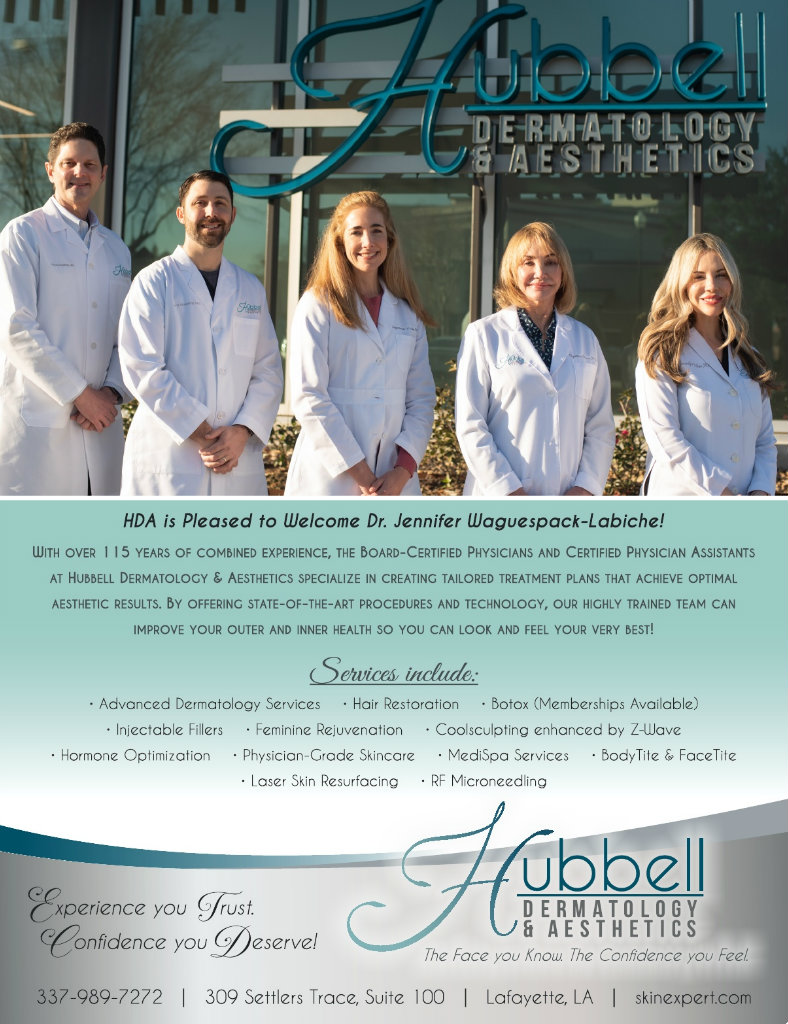 Hubbell
DERMATOLOGY
& AESTHETICS
HDA is Pleased to Welcome Dr. Jennifer Waguespack-Labiche!
With over 115 years of combined experience, the Board-Certified Physicians and Certified Physician Assistants
at Hubbell Dermatology & Aesthetics specialize in creating tailored treatment plans that achieve optimal
aesthetic results. By offering state-of-the-art procedures and technology, our highly trained team can
improve your outer and inner health so you can look and feel your very best!
Services include:
· Advanced Dermatology Services · Hair Restoration · Botox (Memberships Available)
· Injectable Fillers · Feminine Rejuvenation · Coolsculpting enhanced by Z-Wave
· Hormone Optimization · Physician-Grade Skincare · MediSpa Services · BodyTite & FaceTite
· Laser Skin Resurfacing · RF Microneedling
Experience you Trust.
Confidence you Deserve!
Hubbell
DERMATOLOGY
& AESTHETICS
The Face you Know. The Confidence you Feel.
337-989-7272 | 309 Settlers Trace, Suite 100 | Lafayette, LA | skinexpert.com